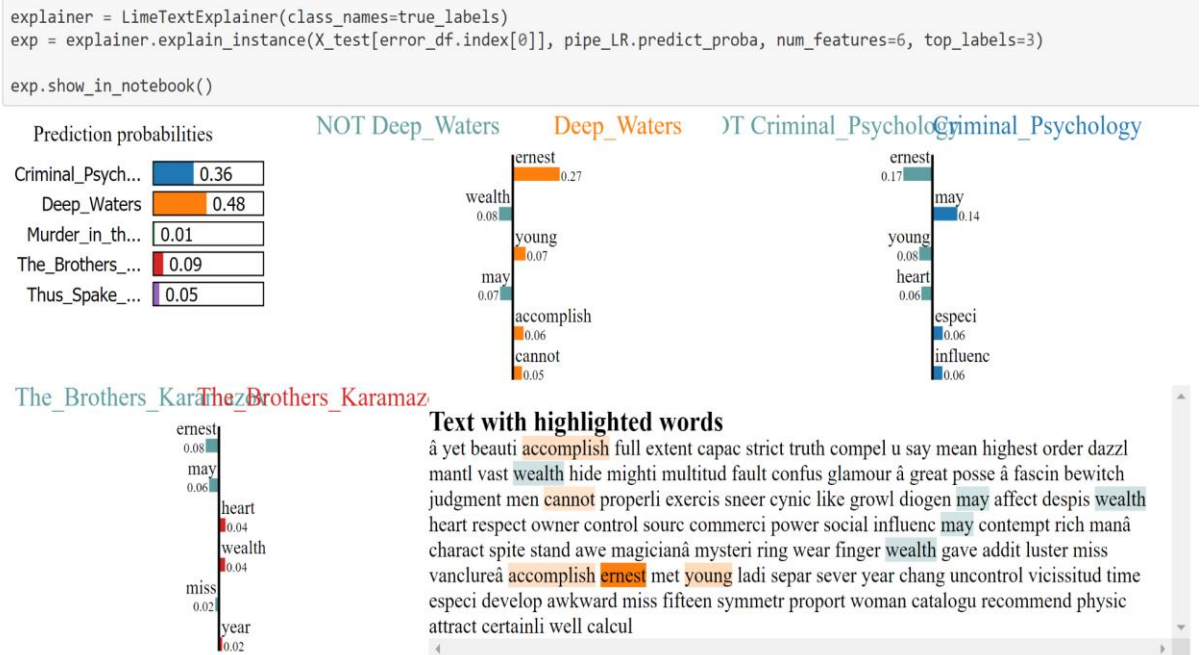 explainer = LimeTextExplainer(class_names=true_labels)
exp = explainer.explain_instance(X_test[error_df.index[0]], pipe_LR.predict_proba, num_features=6, top_labels=3)
exp.show_in_notebook()
Prediction probabilities
Criminal_Psych... 0.36
Deep_Waters 0.48
Murder_in_th... 0.01
The_Brothers_... 0.09
Thus_Spake_... 0.05
NOT Deep_Waters Deep_Waters
ernest
0.27
wealth
0.08
young
0.07
may
0.07
accomplish
0.06
cannot
0.05
OT Criminal_Psychology Criminal_Psychology
ernest
0.17
may
0.14
young
0.08
heart
0.06
especi
0.06
influenc
0.06
The_Brothers_Karamazov The_Brothers_Karamaz
ernest
0.08
may
0.06
heart
0.04
wealth
0.04
miss
0.02
year
0.02
Text with highlighted words
â yet beauti accomplish full extent capac strict truth compel u say mean highest order dazzl
mantl vast wealth hide mighti multitud fault confus glamour â great posse â fascin bewitch
judgment men cannot properli exercis sneer cynic like growl diogen may affect despis wealth
heart respect owner control sourc commerci power social influenc may contempt rich manâ
charact spite stand awe magicianâ mysteri ring wear finger wealth gave addit luster miss
vanclureâ accomplish ernest met young ladi separ sever year chang uncontrol vicissitud time
especi develop awkward miss fifteen symmetr proport woman catalogu recommend physic
attract certainli well calcul